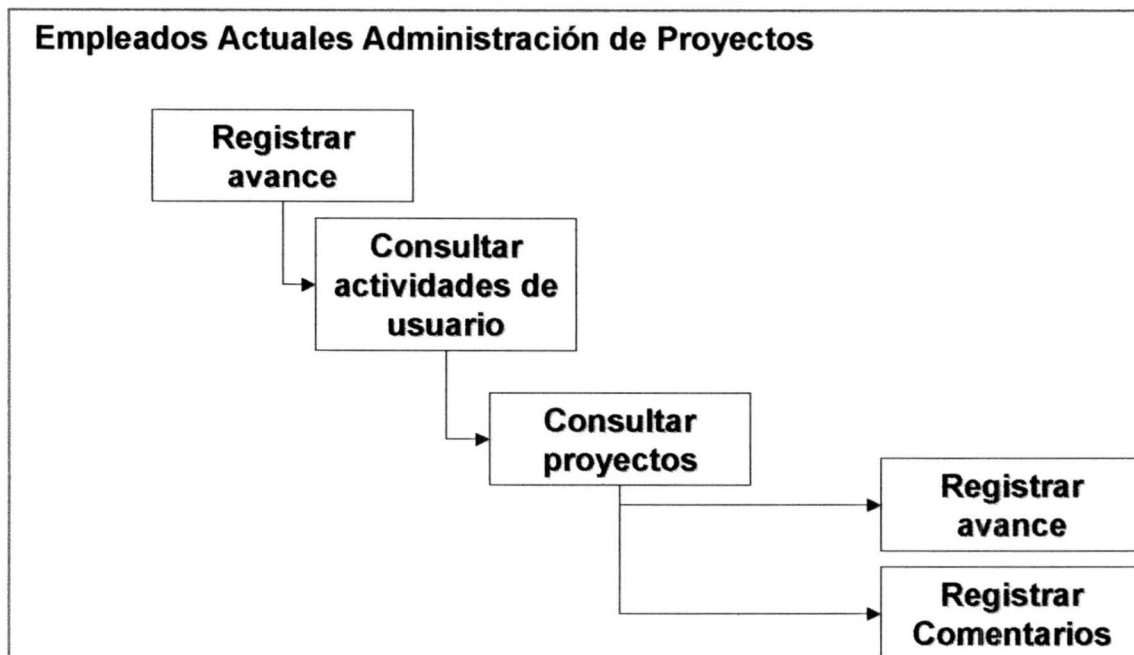 Empleados Actuales Administración de Proyectos
Registrar
avance
Consultar
actividades de
usuario
Consultar
proyectos
Registrar
avance
Registrar
Comentarios